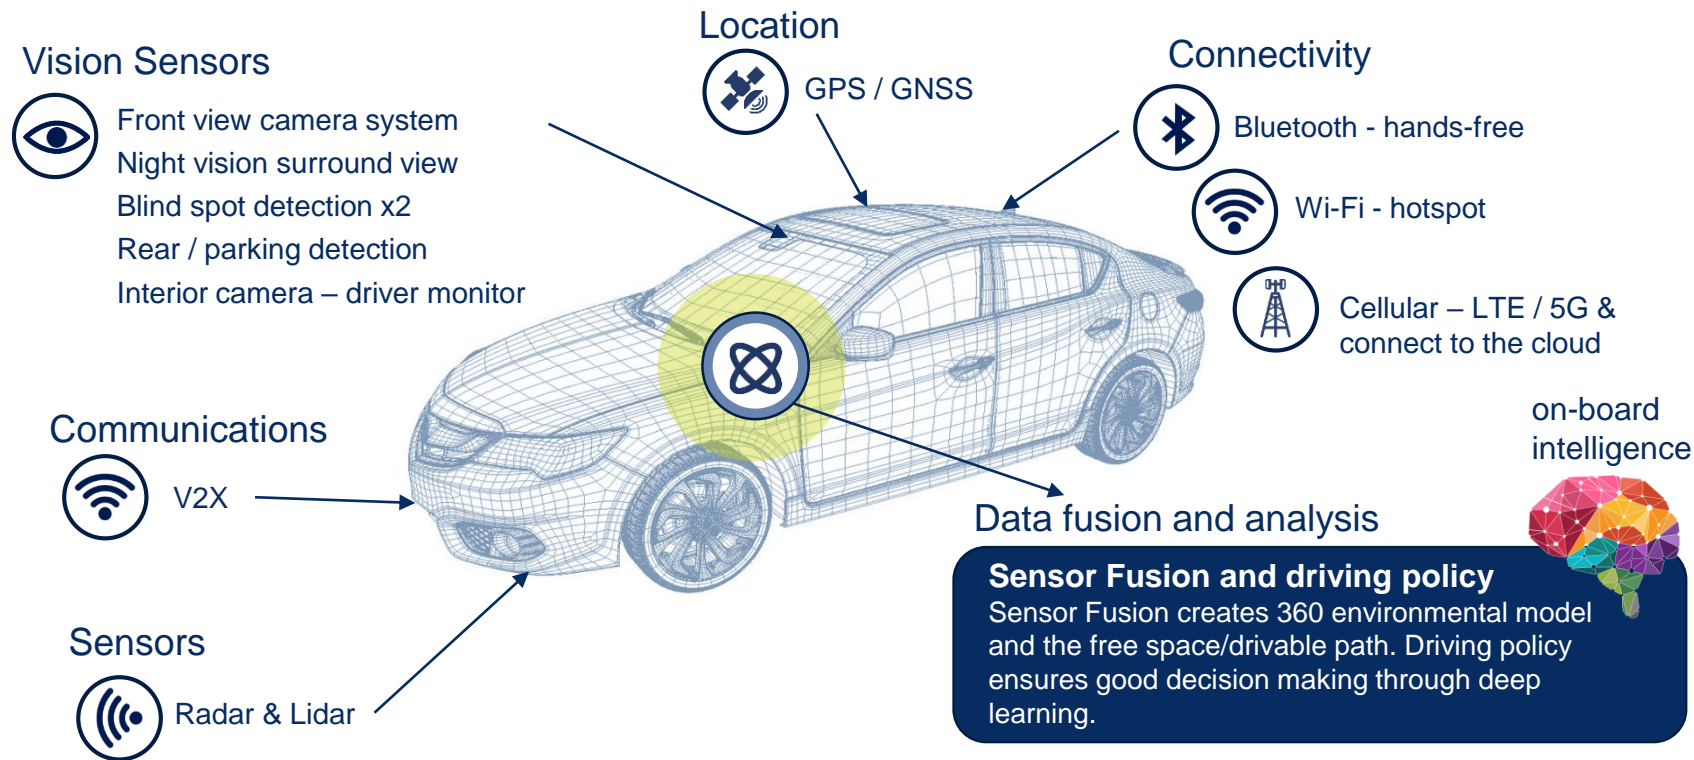 Location
GPS / GNSS
Vision Sensors
Front view camera system
Night vision surround view
Blind spot detection x2
Rear / parking detection
Interior camera – driver monitor
Connectivity
Bluetooth - hands-free
Wi-Fi - hotspot
Cellular – LTE / 5G &
connect to the cloud
Communications
V2X
Sensors
Radar & Lidar
on-board
intelligence
Data fusion and analysis
Sensor Fusion and driving policy
Sensor Fusion creates 360 environmental model
and the free space/drivable path. Driving policy
ensures good decision making through deep
learning.